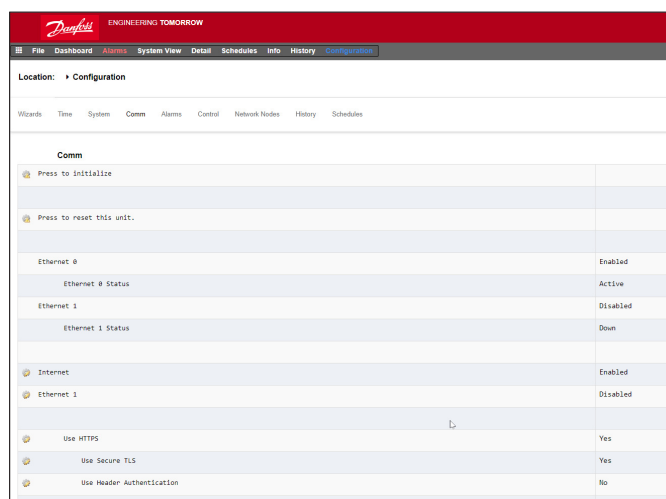 Danfoss ENGINEERING TOMORROW
File Dashboard Alarms System View Detail Schedules Info History Configuration
Location: Configuration
Wizards Time System Comm Alarms Control Network Nodes History Schedules
Comm
Press to initialize
Press to reset this unit.
Ethernet 0 Enabled
Ethernet 0 Status Active
Ethernet 1 Disabled
Ethernet 1 Status Down
Internet Enabled
Ethernet 1 Disabled
Use HTTPS Yes
Use Secure TLS Yes
Use Header Authentication No